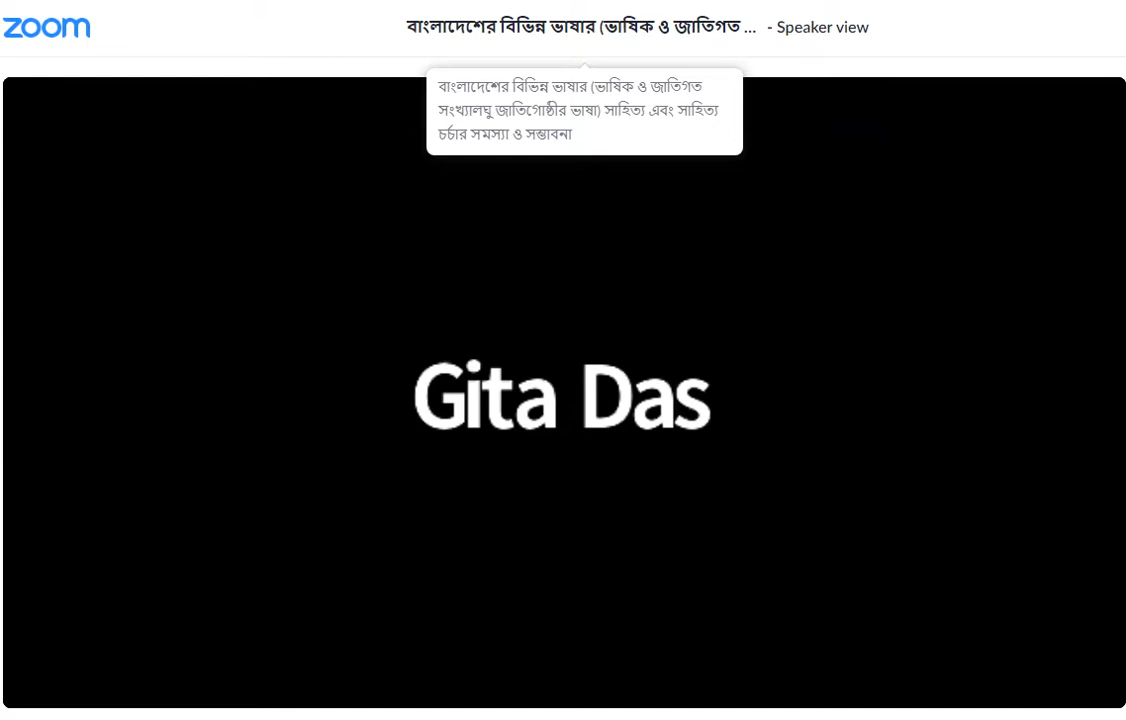 zoom
বাংলাদেশের বিভিন্ন ভাষার (ভাষিক ও জাতিগত ... - Speaker view
বাংলাদেশের বিভিন্ন ভাষার (ভাষিক ও জাতিগত
সংখ্যালঘু জাতিগোষ্ঠীর ভাষা) সাহিত্য এবং সাহিত্য
চর্চার সমস্যা ও সম্ভাবনা
Gita Das